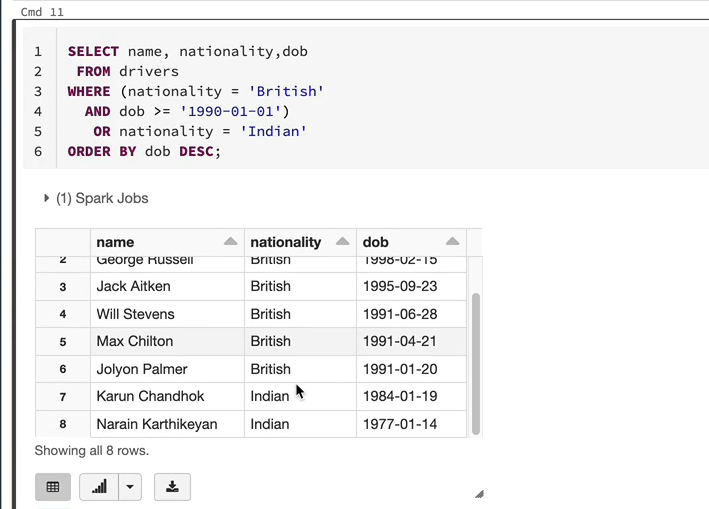 Cmd 11
1 SELECT name, nationality,dob
2 FROM drivers
3 WHERE (nationality = 'British'
4 AND dob >= '1990-01-01')
5 OR nationality = 'Indian'
6 ORDER BY dob DESC;
(1) Spark Jobs
name nationality dob
2 George Russell British 1998-02-15
3 Jack Aitken British 1995-09-23
4 Will Stevens British 1991-06-28
5 Max Chilton British 1991-04-21
6 Jolyon Palmer British 1991-01-20
7 Karun Chandhok Indian 1984-01-19
8 Narain Karthikeyan Indian 1977-01-14
Showing all 8 rows.